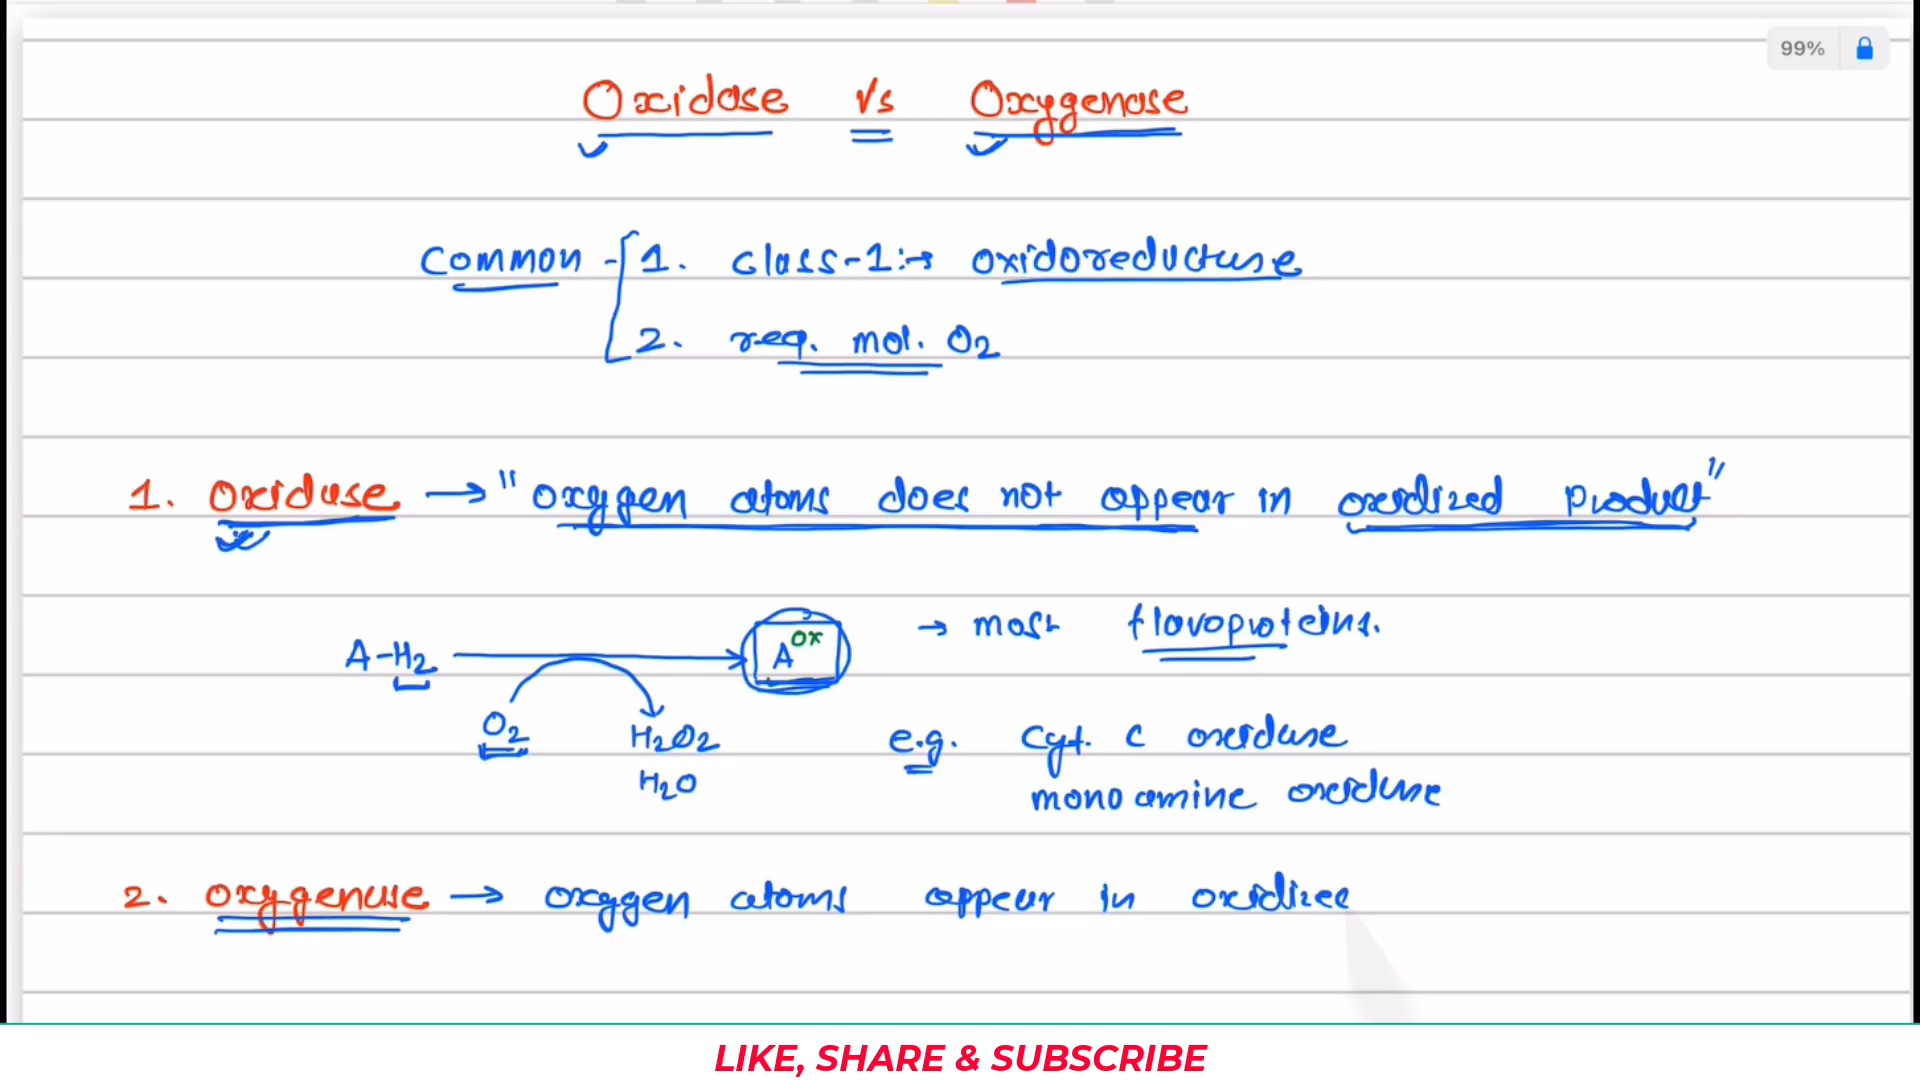 99%
Oxidase Vs Oxygenase
Common - 1. class-1:→ oxidoreductase
2. req. mol. O2
1. Oxidase → "oxygen atoms does not appear in oxidized product"
A-H2 → A ox → most flavoproteins.
O2 H2O2 e.g. Cyt. c oxidase
H2O mono amine oxidase
2. Oxygenase → oxygen atoms appear in oxidize
LIKE, SHARE & SUBSCRIBE